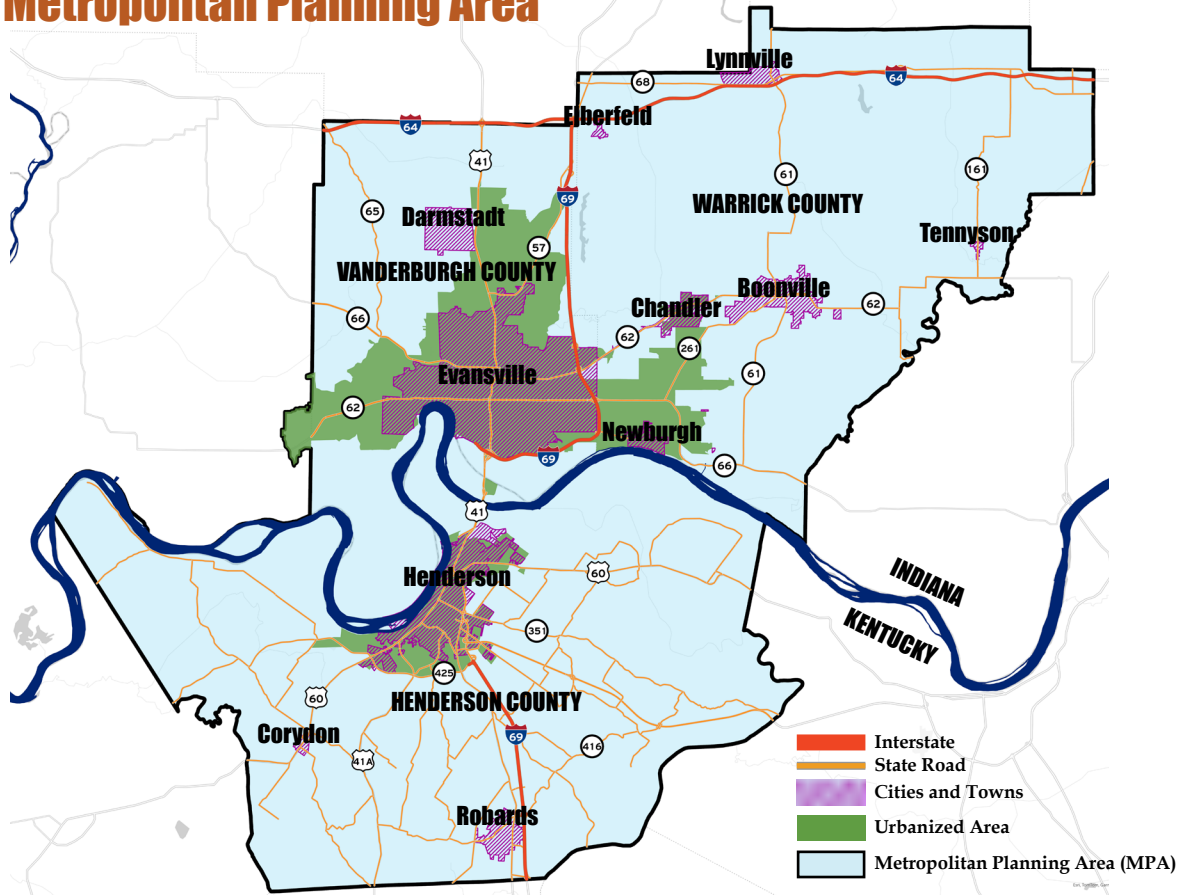 Metropolitan Planning Area
Lynnville
68
64
Elberfeld
64
41
61
161
69
65
Darmstadt
WARRICK COUNTY
57
Tennyson
VANDERBURGH COUNTY
Boonville
Chandler
62
66
62
261
Evansville
61
62
Newburgh
69
66
41
INDIANA
Henderson
60
KENTUCKY
351
425
60
HENDERSON COUNTY
Corydon
69
416
41A
Robards
Interstate
State Road
Cities and Towns
Urbanized Area
Metropolitan Planning Area (MPA)